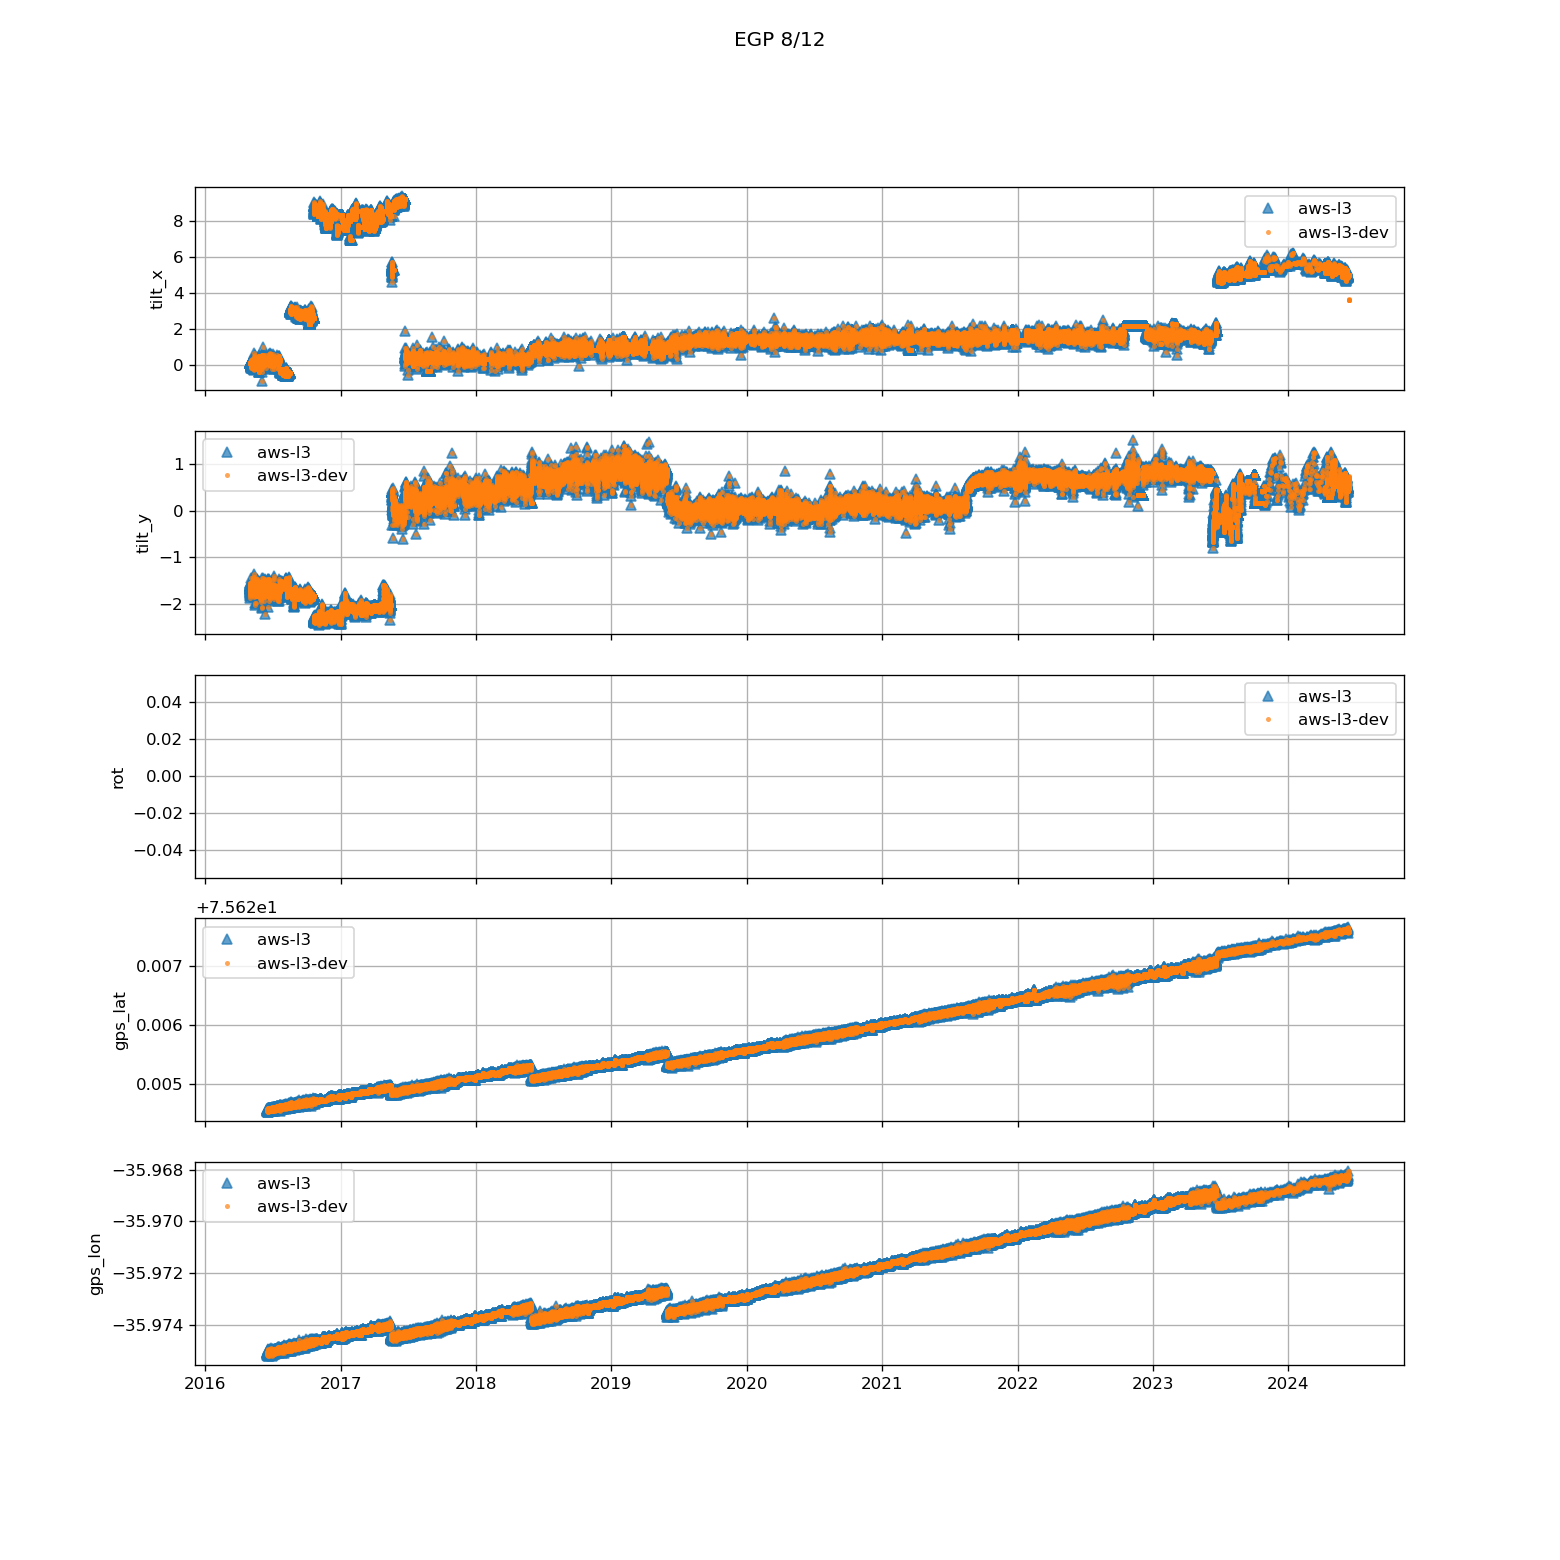 EGP 8/12
tilt_x
8
6
4
2
0
aws-l3
aws-l3-dev
tilt_y
1
0
−1
−2
aws-l3
aws-l3-dev
rot
0.04
0.02
0.00
−0.02
−0.04
aws-l3
aws-l3-dev
+7.562e1
gps_lat
0.007
0.006
0.005
aws-l3
aws-l3-dev
gps_lon
−35.968
−35.970
−35.972
−35.974
aws-l3
aws-l3-dev
2016 2017 2018 2019 2020 2021 2022 2023 2024